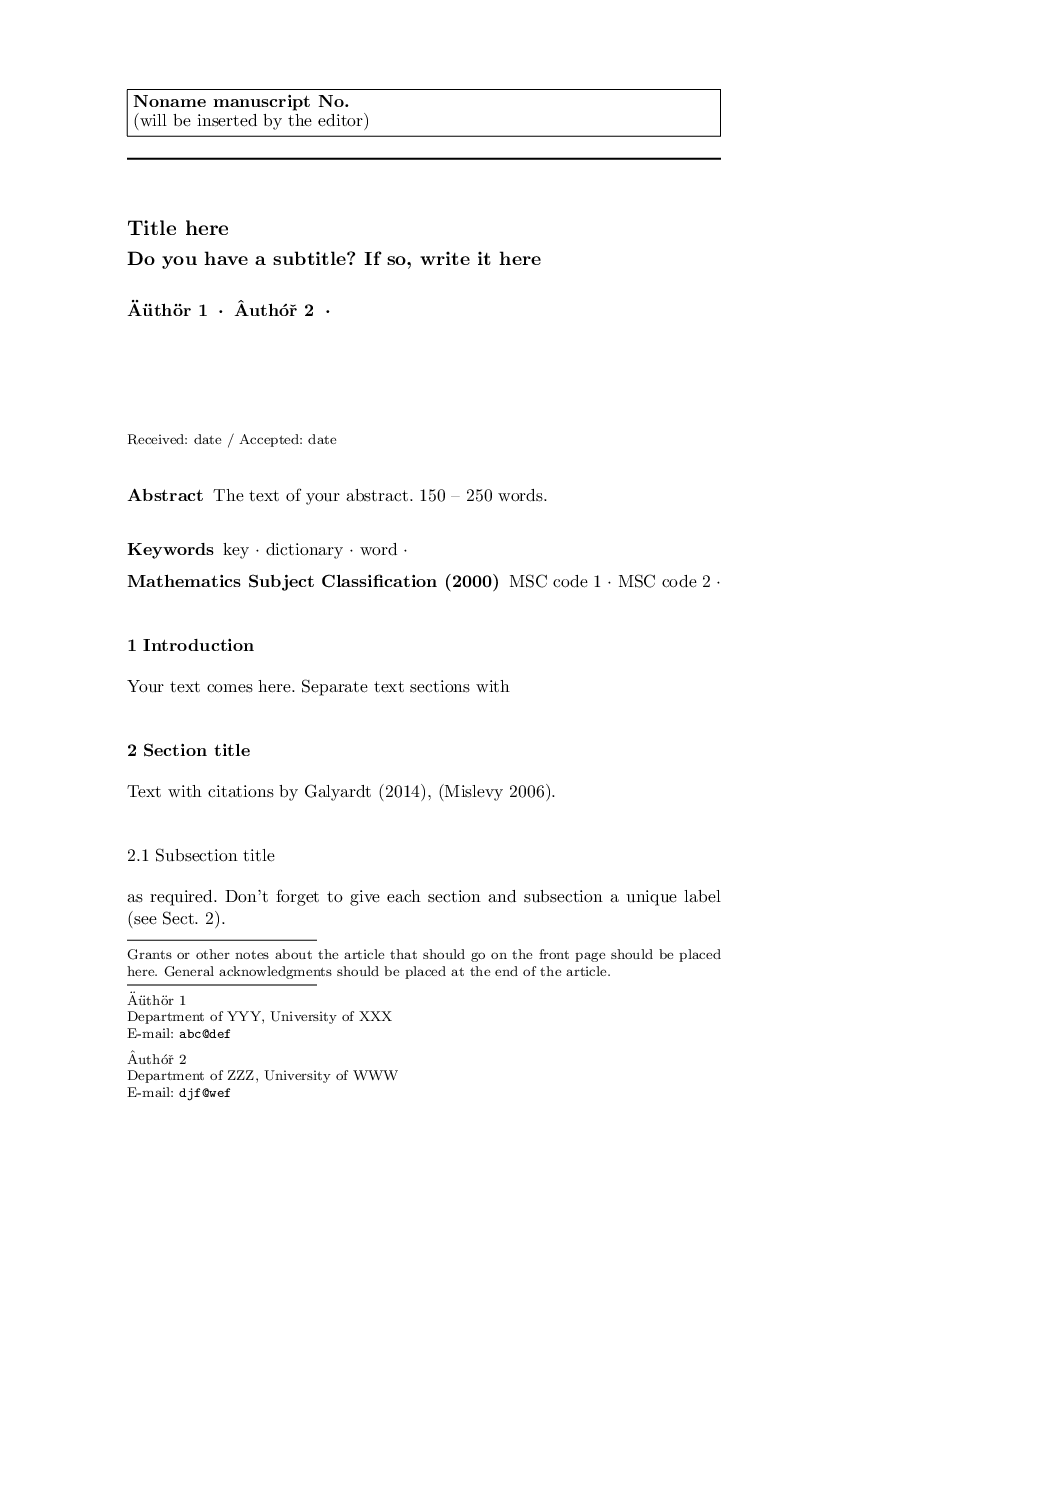 Noname manuscript No.
(will be inserted by the editor)
Title here
Do you have a subtitle? If so, write it here
Äüthör 1 · Âuthóř 2 ·
Received: date / Accepted: date
Abstract The text of your abstract. 150 – 250 words.
Keywords key · dictionary · word ·
Mathematics Subject Classification (2000) MSC code 1 · MSC code 2 ·
1 Introduction
Your text comes here. Separate text sections with
2 Section title
Text with citations by Galyardt (2014), (Mislevy 2006).
2.1 Subsection title
as required. Don't forget to give each section and subsection a unique label
(see Sect. 2).
Grants or other notes about the article that should go on the front page should be placed
here. General acknowledgments should be placed at the end of the article.
Äüthör 1
Department of YYY, University of XXX
E-mail: abc@def
Âuthóř 2
Department of ZZZ, University of WWW
E-mail: djf@wef